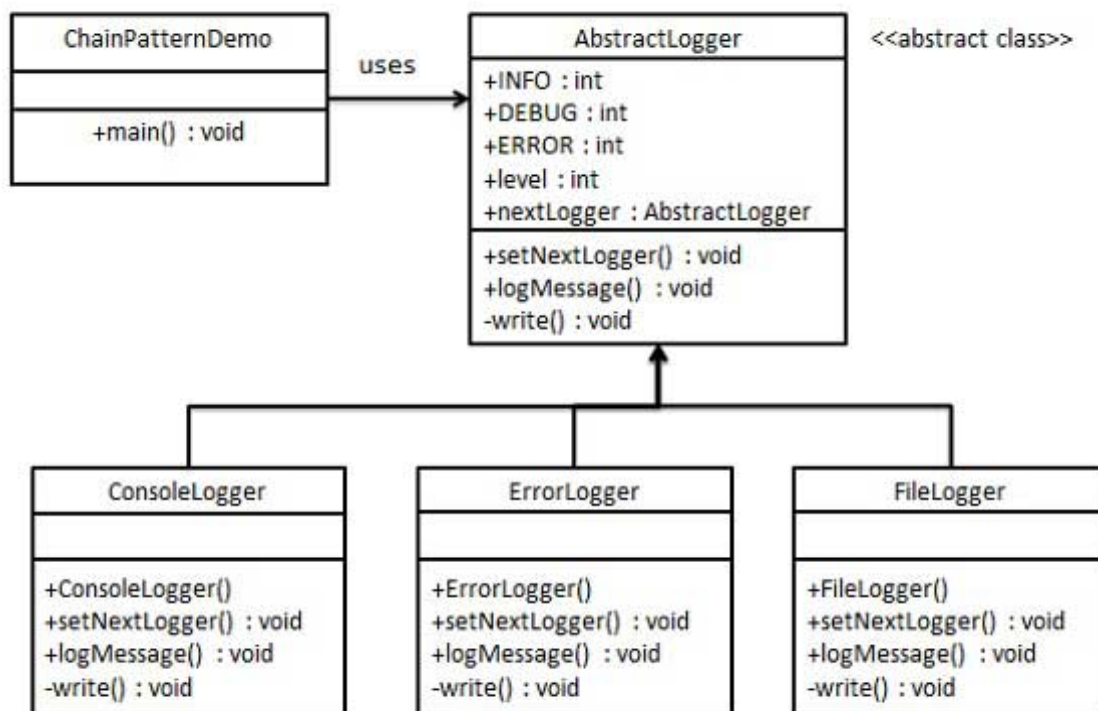 ChainPatternDemo
+main() : void
uses
AbstractLogger
<<abstract class>>
+INFO : int
+DEBUG : int
+ERROR : int
+level : int
+nextLogger : AbstractLogger
+setNextLogger() : void
+logMessage() : void
-write() : void
ConsoleLogger
+ConsoleLogger()
+setNextLogger() : void
+logMessage() : void
-write() : void
ErrorLogger
+ErrorLogger()
+setNextLogger() : void
+logMessage() : void
-write() : void
FileLogger
+FileLogger()
+setNextLogger() : void
+logMessage() : void
-write() : void